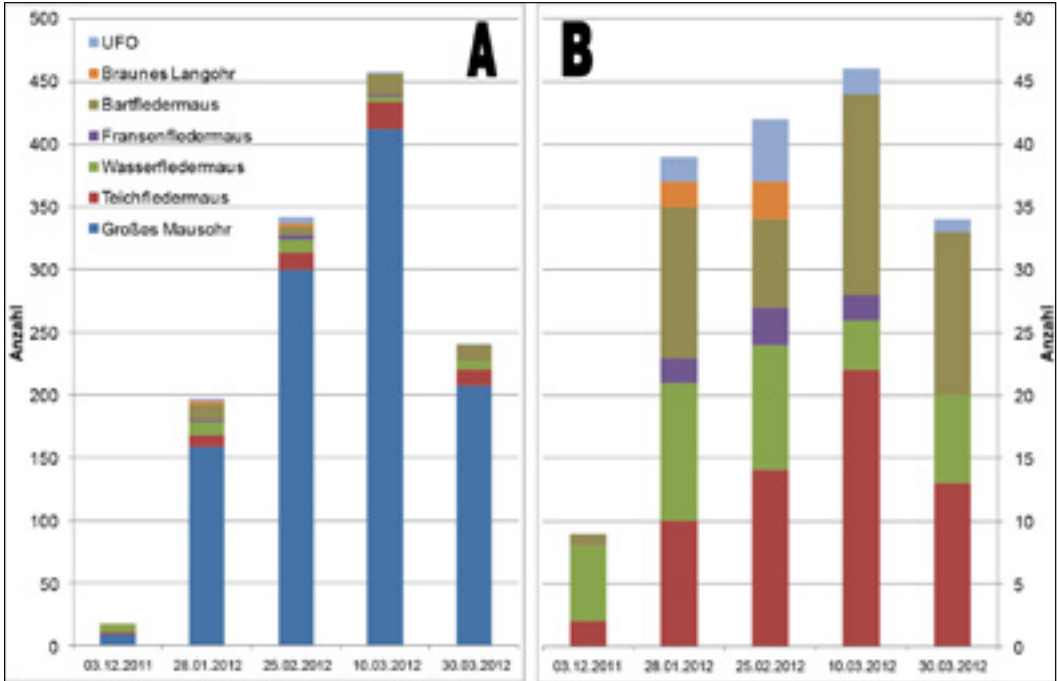 A
UFO
Braunes Langohr
Bartfledermaus
Fransenfledermaus
Wasserfledermaus
Teichfledermaus
Großes Mausohr
Anzahl
500
450
400
350
300
250
200
150
100
50
0
03.12.2011 28.01.2012 25.02.2012 10.03.2012 30.03.2012
B
50
45
40
35
30
25
20
15
10
5
0
Anzahl
03.12.2011 28.01.2012 25.02.2012 10.03.2012 30.03.2012